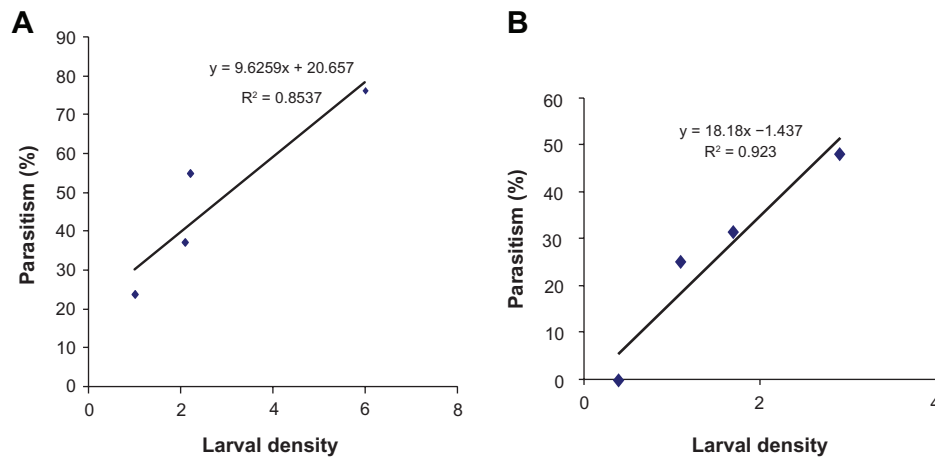 A
90
80
70
60
50
40
30
20
10
0
0 2 4 6 8
Parasitism (%)
Larval density
y = 9.6259x + 20.657
R² = 0.8537
B
60
50
40
30
20
10
0
0 2 4
Parasitism (%)
Larval density
y = 18.18x −1.437
R² = 0.923